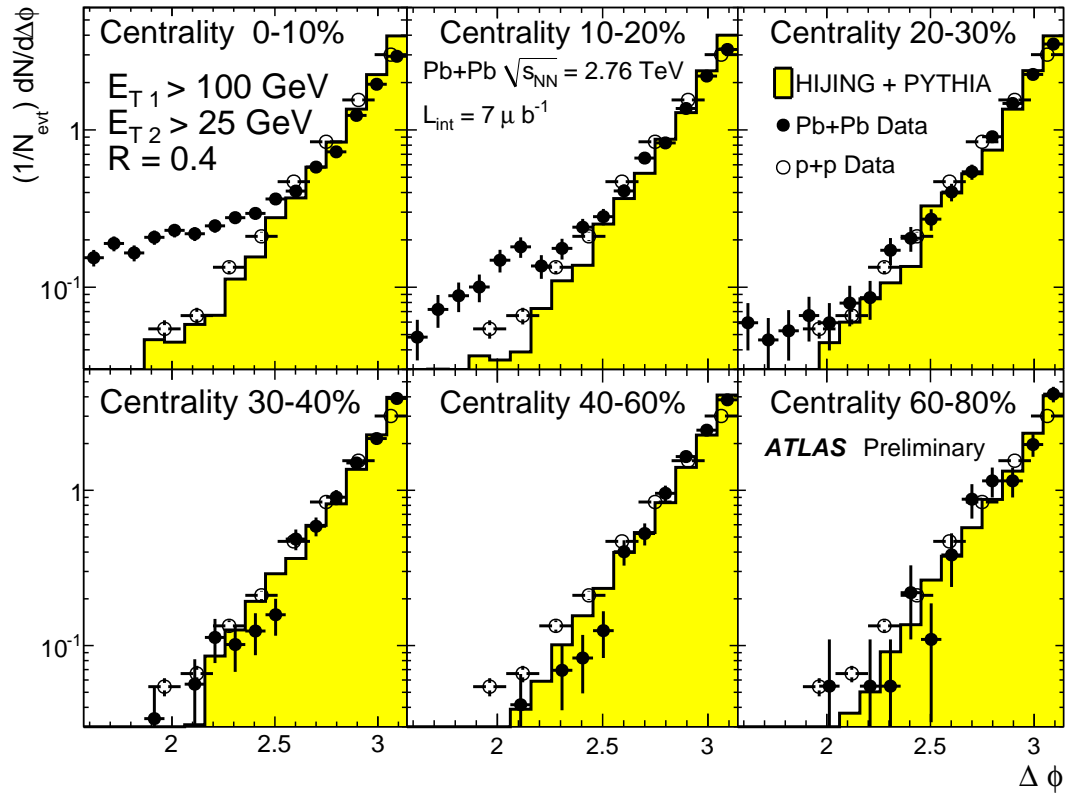 Centrality 0-10%
E_T 1 > 100 GeV
E_T 2 > 25 GeV
R = 0.4
Centrality 10-20%
Pb+Pb √s_NN = 2.76 TeV
L_int = 7 μ b⁻¹
Centrality 20-30%
HIJING + PYTHIA
Pb+Pb Data
p+p Data
(1/N_evt) dN/dΔϕ
1
10⁻¹
Centrality 30-40%
Centrality 40-60%
Centrality 60-80%
ATLAS Preliminary
1
10⁻¹
2 2.5 3 2 2.5 3 2 2.5 3
Δ ϕ